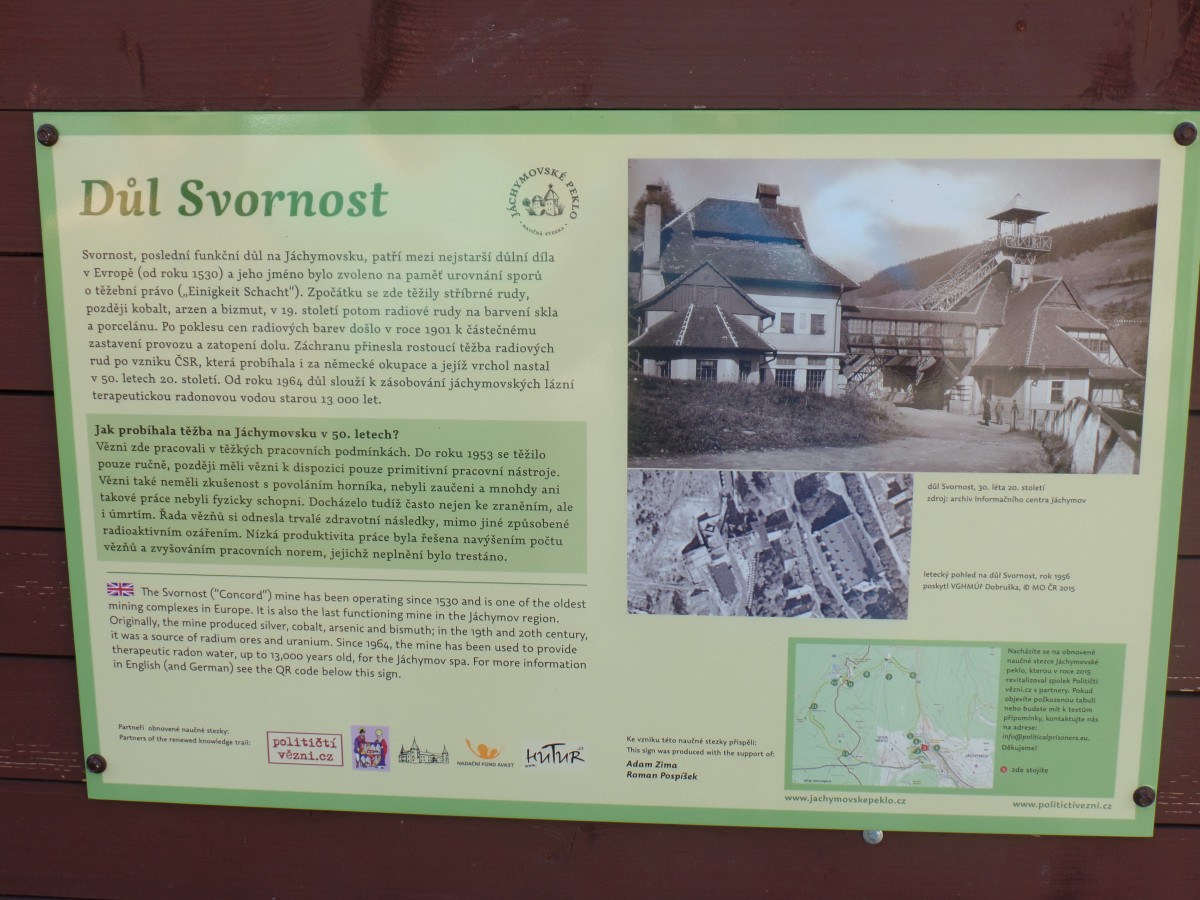 Důl Svornost
JÁCHYMOVSKÉ PEKLO
• NAUČNÁ STEZKA •
Svornost, poslední funkční důl na Jáchymovsku, patří mezi nejstarší důlní díla
v Evropě (od roku 1530) a jeho jméno bylo zvoleno na paměť urovnání sporů
o těžební právo („Einigkeit Schacht“). Zpočátku se zde těžily stříbrné rudy,
později kobalt, arzen a bizmut, v 19. století potom radiové rudy na barvení skla
a porcelánu. Po poklesu cen radiových barev došlo v roce 1901 k částečnému
zastavení provozu a zatopení dolu. Záchranu přinesla rostoucí těžba radiových
rud po vzniku ČSR, která probíhala i za německé okupace a jejíž vrchol nastal
v 50. letech 20. století. Od roku 1964 důl slouží k zásobování jáchymovských lázní
terapeutickou radonovou vodou starou 13 000 let.
Jak probíhala těžba na Jáchymovsku v 50. letech?
Vězni zde pracovali v těžkých pracovních podmínkách. Do roku 1953 se těžilo
pouze ručně, později měli vězni k dispozici pouze primitivní pracovní nástroje.
Vězni také neměli zkušenost s povoláním horníka, nebyli zaučeni a mnohdy ani
takové práce nebyli fyzicky schopni. Docházelo tudíž často nejen ke zraněním, ale
i úmrtím. Řada vězňů si odnesla trvalé zdravotní následky, mimo jiné způsobené
radioaktivním ozářením. Nízká produktivita práce byla řešena navýšením počtu
vězňů a zvyšováním pracovních norem, jejichž neplnění bylo trestáno.
The Svornost ("Concord") mine has been operating since 1530 and is one of the oldest
mining complexes in Europe. It is also the last functioning mine in the Jáchymov region.
Originally, the mine produced silver, cobalt, arsenic and bismuth; in the 19th and 20th century,
it was a source of radium ores and uranium. Since 1964, the mine has been used to provide
therapeutic radon water, up to 13,000 years old, for the Jáchymov spa. For more information
in English (and German) see the QR code below this sign.
Partneři obnovené naučné stezky:
Partners of the renewed knowledge trail:
političtí
vězni.cz
NADAČNÍ FOND AVAST
www.
HUTUR
důl Svornost, 30. léta 20. století
zdroj: archiv Informačního centra Jáchymov
letecký pohled na důl Svornost, rok 1956
poskytl VGHMÚř Dobruška, © MO ČR 2015
Ke vzniku této naučné stezky přispěli:
This sign was produced with the support of:
Adam Zima
Roman Pospíšek
Nacházíte se na obnovené
naučné stezce Jáchymovské
peklo, kterou v roce 2015
revitalizoval spolek Političtí
vězni.cz s partnery. Pokud
objevíte poškozenou tabuli
nebo budete mít k textům
připomínky, kontaktujte nás
na adrese:
info@politicalprisoners.eu.
Děkujeme!
zde stojíte
www.jachymovskepeklo.cz
www.politictivezni.cz